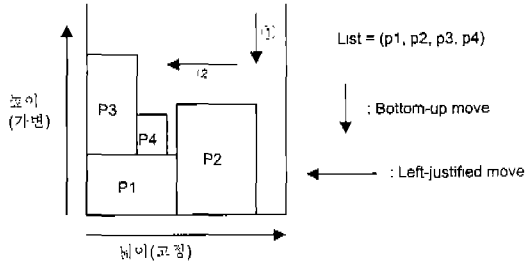 ①
List = (p1, p2, p3, p4)
②
P3
높이
(가변)
P4
: Bottom-up move
P2
P1
: Left-justified move
넓이(고정)